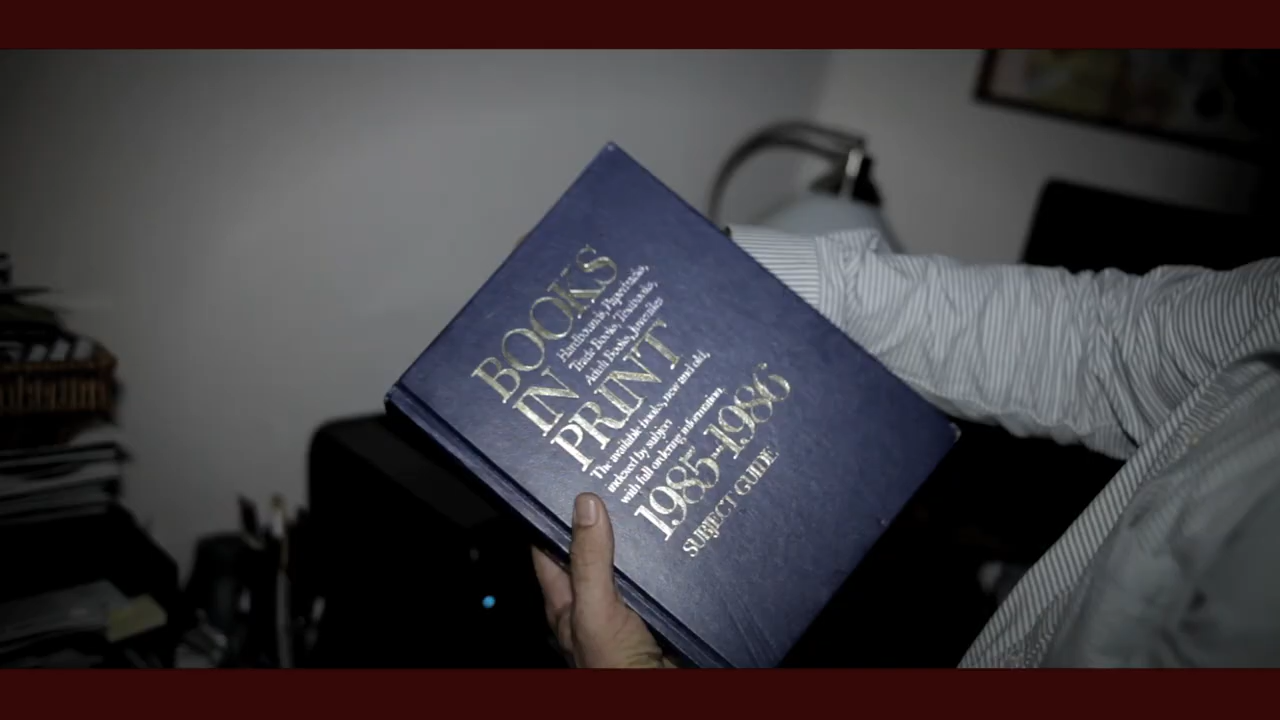 BOOKS
Hardbounds, Paperbacks,
Trade Books, Textbooks,
Adult Books, Juveniles
IN
PRINT
The available books, new and old,
indexed by subject
with full ordering information.
1985-1986
SUBJECT GUIDE